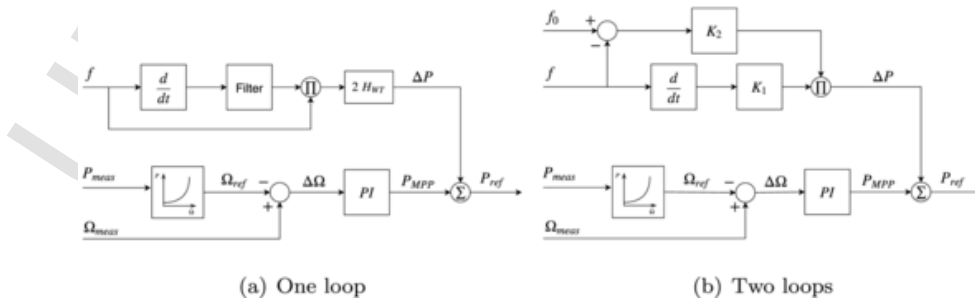 f
d
dt
Filter
∏
2 H_WT
ΔP
P_meas
P
Ω
Ω_ref
−
+
ΔΩ
PI
P_MPP
Σ
P_ref
Ω_meas
(a) One loop
f_0
+
−
K_2
f
d
dt
K_1
∏
ΔP
P_meas
P
Ω
Ω_ref
−
+
ΔΩ
PI
P_MPP
Σ
P_ref
Ω_meas
(b) Two loops